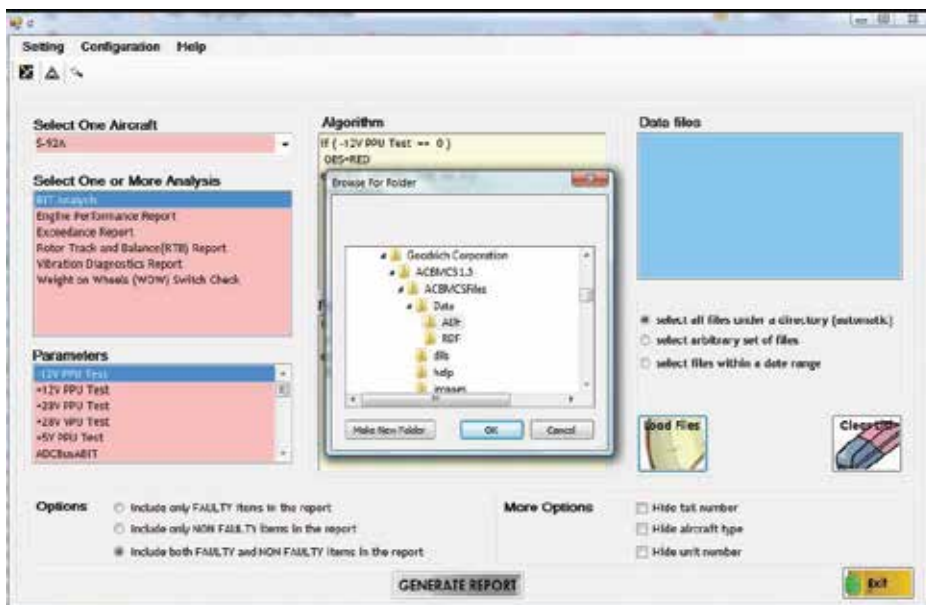 Setting Configuration Help
Select One Aircraft
S-92A
Select One or More Analysis
BIT Analysis
Engine Performance Report
Exceedance Report
Rotor Track and Balance(RTB) Report
Vibration Diagnostics Report
Weight on Wheels (WOW) Switch Check
Parameters
-12V PPU Test
+12V PPU Test
+28V PPU Test
+28V VPU Test
+5V PPU Test
ADCBusABIT
Algorithm
If ( -12V PPU Test == 0 )
OBS=RED
Browse For Folder
Goodrich Corporation
ACBMCS1.3
ACBMCSFiles
Data
ADF
RDF
dlls
help
images
Make New Folder OK Cancel
Data files
select all files under a directory (automatic)
select arbitrary set of files
select files within a date range
Load Files
Clear
Options
Include only FAULTY items in the report
Include only NON FAULTY items in the report
Include both FAULTY and NON FAULTY items in the report
More Options
Hide tail number
Hide aircraft type
Hide unit number
GENERATE REPORT
Exit